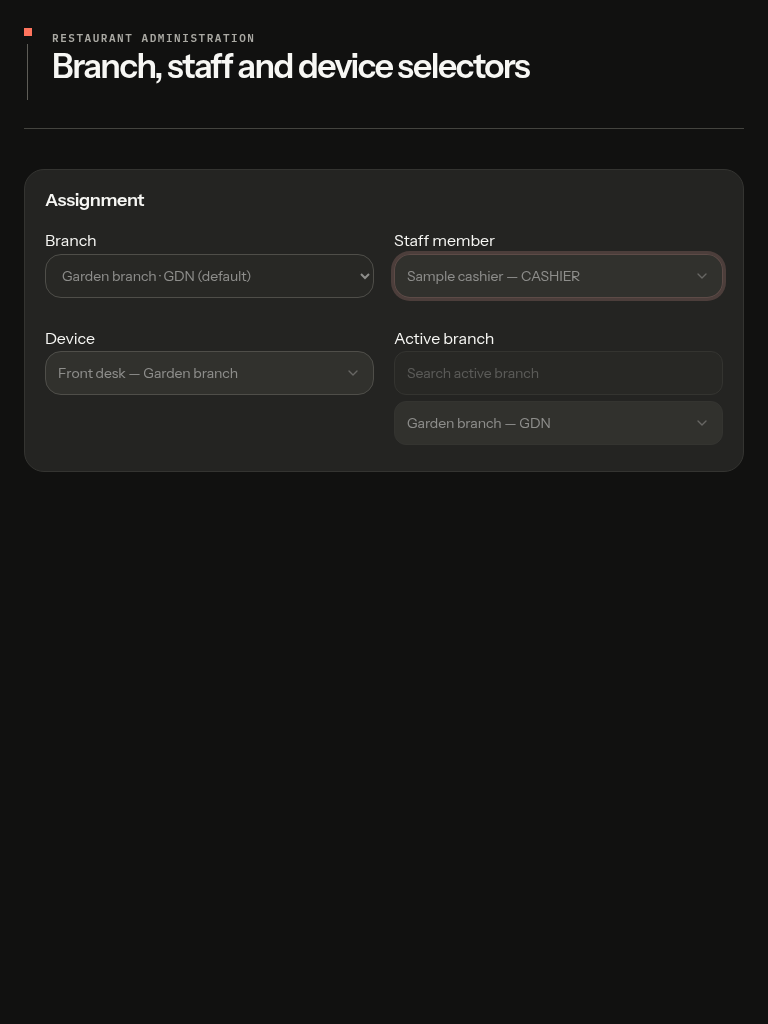 RESTAURANT ADMINISTRATION
Branch, staff and device selectors
Assignment
Branch
Garden branch · GDN (default)
Staff member
Sample cashier — CASHIER
Device
Front desk — Garden branch
Active branch
Search active branch
Garden branch — GDN